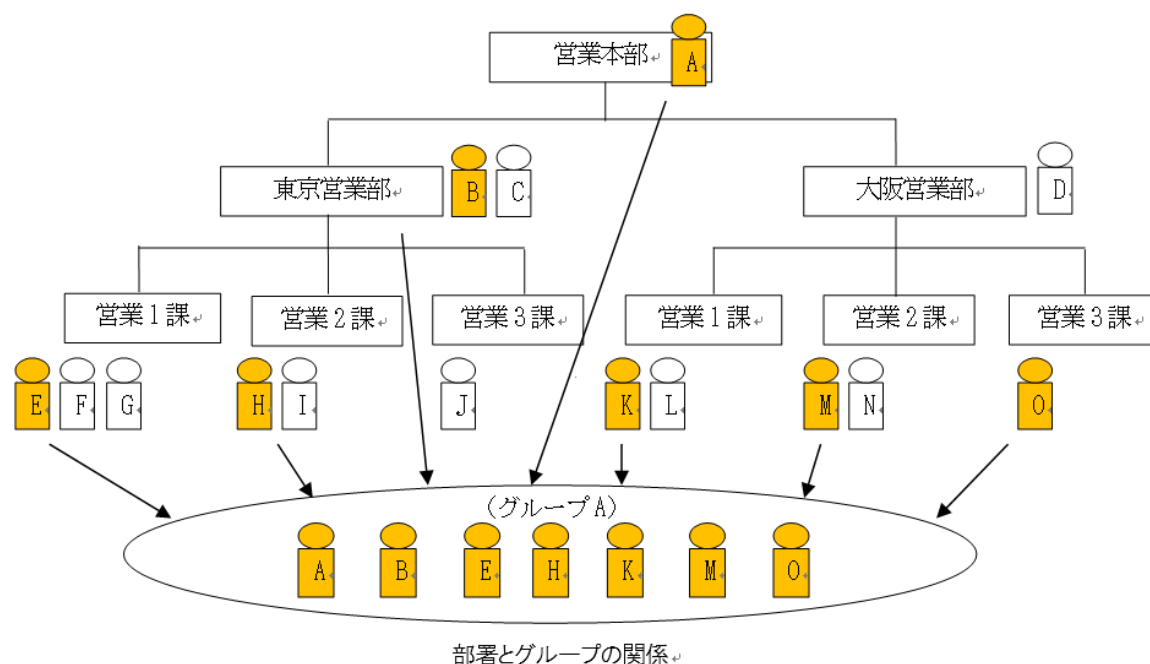 営業本部
A
東京営業部
B
C
大阪営業部
D
営業1課
営業2課
営業3課
営業1課
営業2課
営業3課
E
F
G
H
I
J
K
L
M
N
O
(グループA)
A
B
E
H
K
M
O
部署とグループの関係